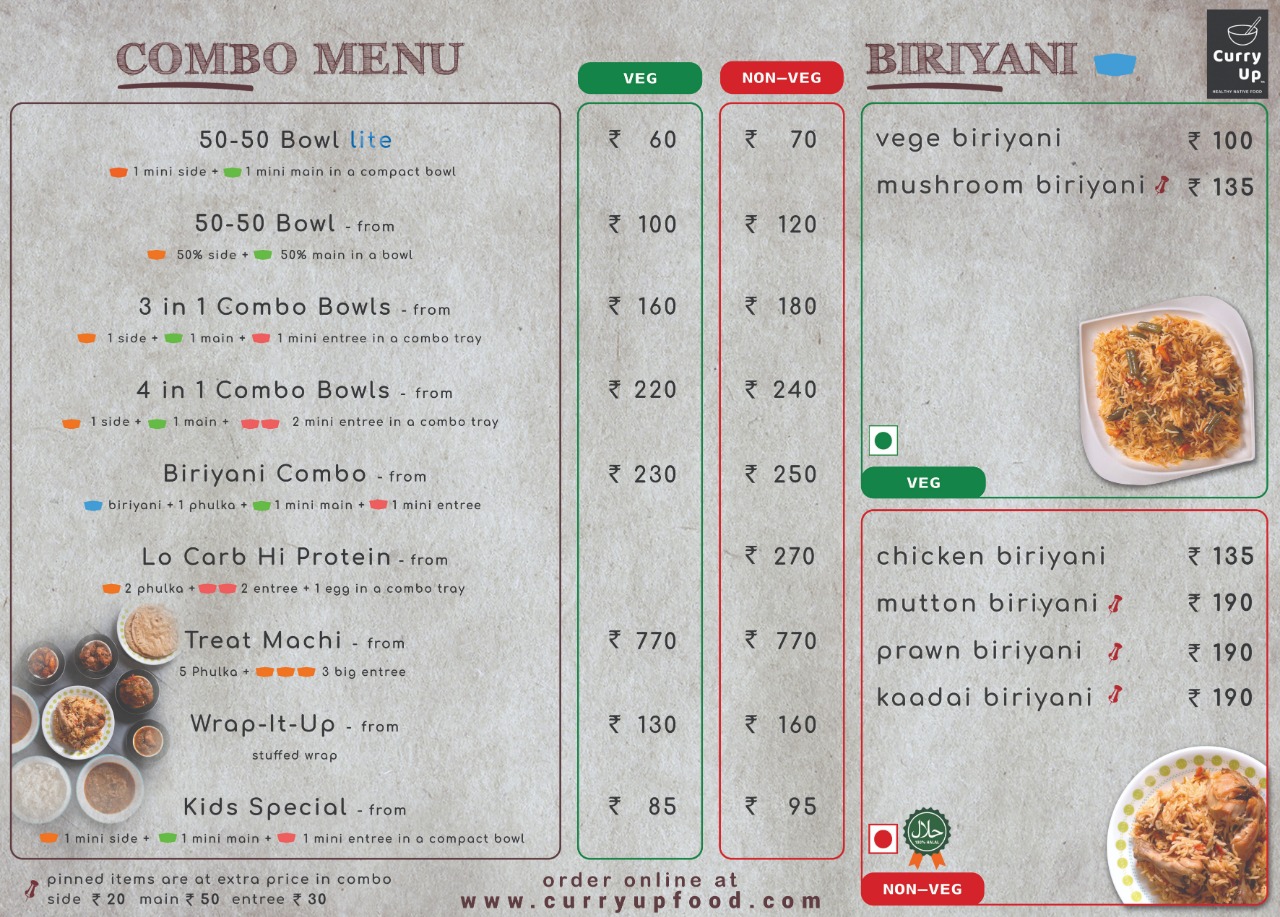 COMBO MENU
VEG
NON–VEG
BIRIYANI
Curry
Up
HEALTHY NATIVE FOOD
50-50 Bowl lite ₹ 60 ₹ 70
1 mini side + 1 mini main in a compact bowl
50-50 Bowl - from ₹ 100 ₹ 120
50% side + 50% main in a bowl
3 in 1 Combo Bowls - from ₹ 160 ₹ 180
1 side + 1 main + 1 mini entree in a combo tray
4 in 1 Combo Bowls - from ₹ 220 ₹ 240
1 side + 1 main + 2 mini entree in a combo tray
Biriyani Combo - from ₹ 230 ₹ 250
biriyani + 1 phulka + 1 mini main + 1 mini entree
Lo Carb Hi Protein - from ₹ 270
2 phulka + 2 entree + 1 egg in a combo tray
Treat Machi - from ₹ 770 ₹ 770
5 Phulka + 3 big entree
Wrap-It-Up - from ₹ 130 ₹ 160
stuffed wrap
Kids Special - from ₹ 85 ₹ 95
1 mini side + 1 mini main + 1 mini entree in a compact bowl
pinned items are at extra price in combo
side ₹ 20 main ₹ 50 entree ₹ 30
order online at
www.curryupfood.com
vege biriyani ₹ 100
mushroom biriyani ₹ 135
VEG
chicken biriyani ₹ 135
mutton biriyani ₹ 190
prawn biriyani ₹ 190
kaadai biriyani ₹ 190
حلال
100% HALAL
NON–VEG